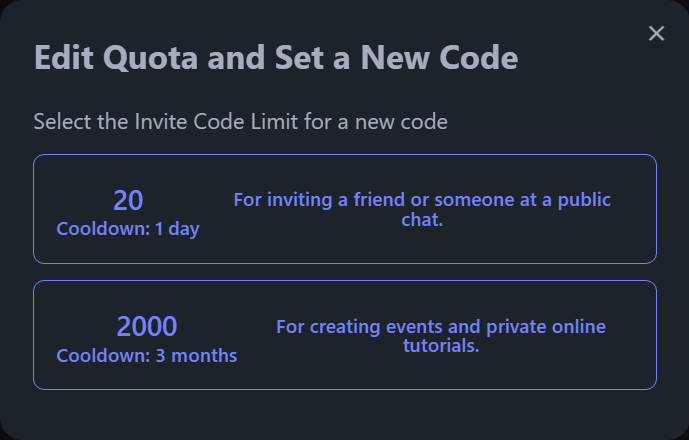 Edit Quota and Set a New Code
Select the Invite Code Limit for a new code
20
Cooldown: 1 day
For inviting a friend or someone at a public
chat.
2000
Cooldown: 3 months
For creating events and private online
tutorials.